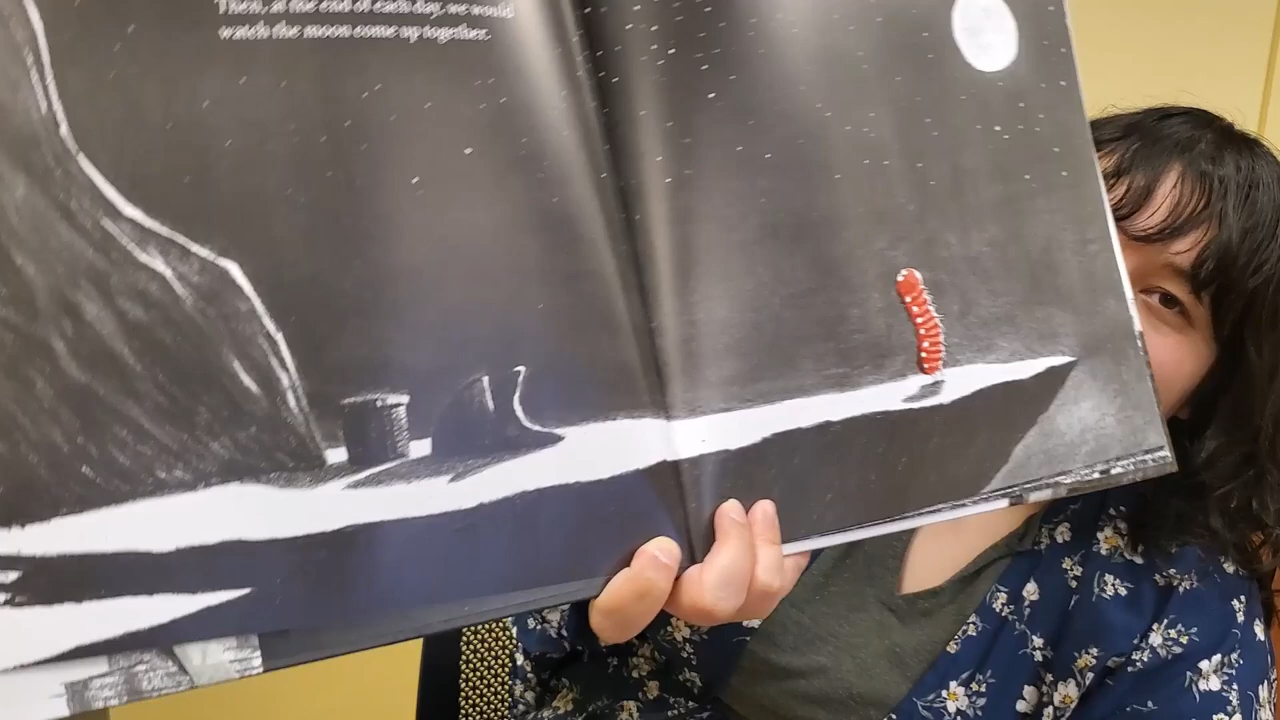 Then, at the end of each day, we would
watch the moon come up together.